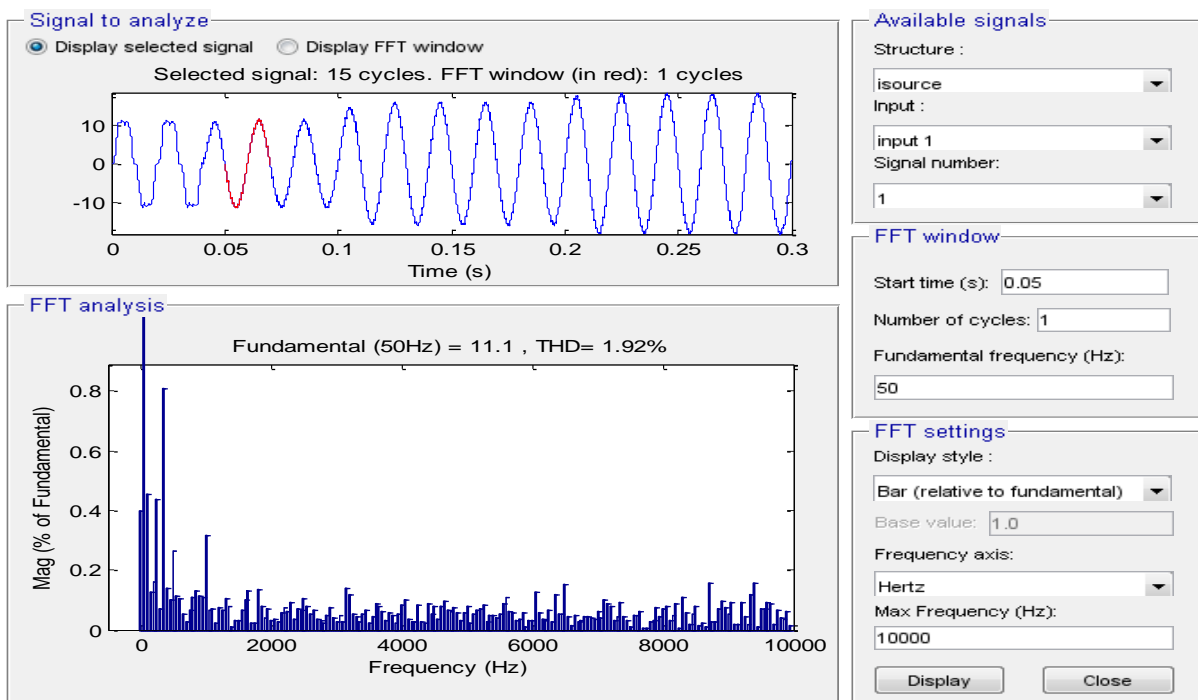 Signal to analyze
Display selected signal
Display FFT window
Selected signal: 15 cycles. FFT window (in red): 1 cycles
10
0
-10
0 0.05 0.1 0.15 0.2 0.25 0.3
Time (s)
FFT analysis
Fundamental (50Hz) = 11.1 , THD= 1.92%
0.8
0.6
0.4
0.2
0
Mag (% of Fundamental)
0 2000 4000 6000 8000 10000
Frequency (Hz)
Available signals
Structure :
isource
Input :
input 1
Signal number:
1
FFT window
Start time (s): 0.05
Number of cycles: 1
Fundamental frequency (Hz):
50
FFT settings
Display style :
Bar (relative to fundamental)
Base value: 1.0
Frequency axis:
Hertz
Max Frequency (Hz):
10000
Display Close